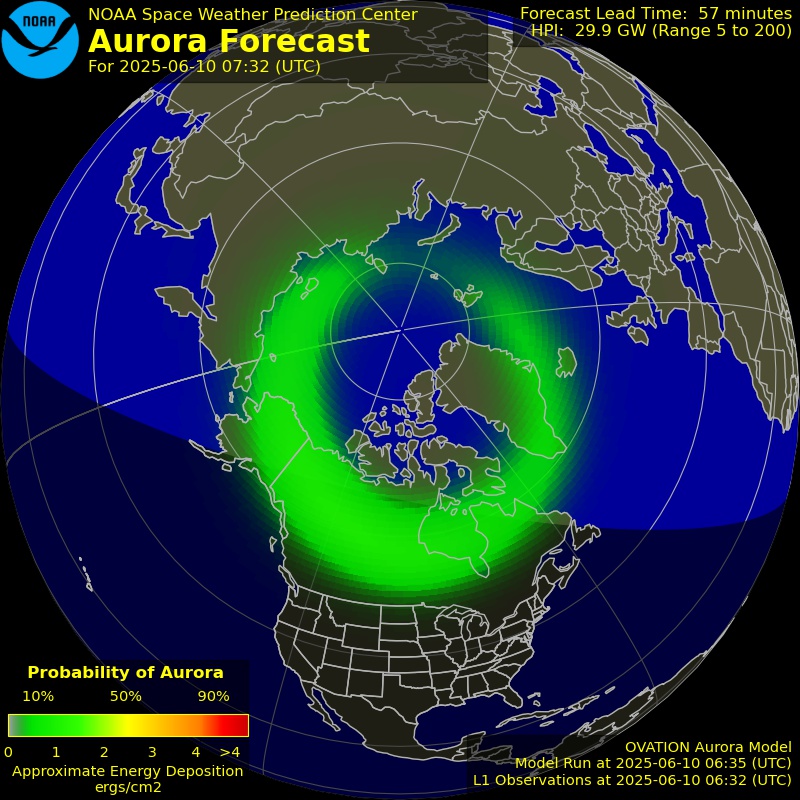 NOAA
NOAA Space Weather Prediction Center
Aurora Forecast
For 2025-06-10 07:32 (UTC)
Forecast Lead Time: 57 minutes
HPI: 29.9 GW (Range 5 to 200)
Probability of Aurora
10% 50% 90%
0 1 2 3 4 >4
Approximate Energy Deposition
ergs/cm2
OVATION Aurora Model
Model Run at 2025-06-10 06:35 (UTC)
L1 Observations at 2025-06-10 06:32 (UTC)